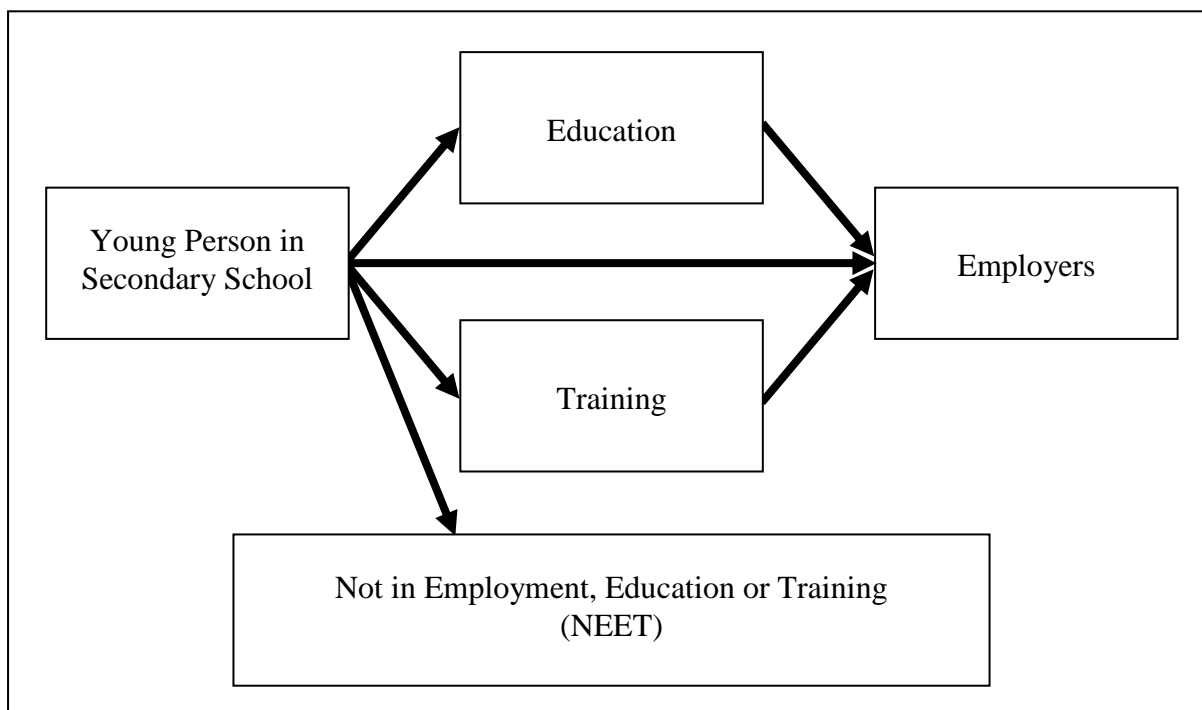 Education
Young Person in
Secondary School
Employers
Training
Not in Employment, Education or Training
(NEET)